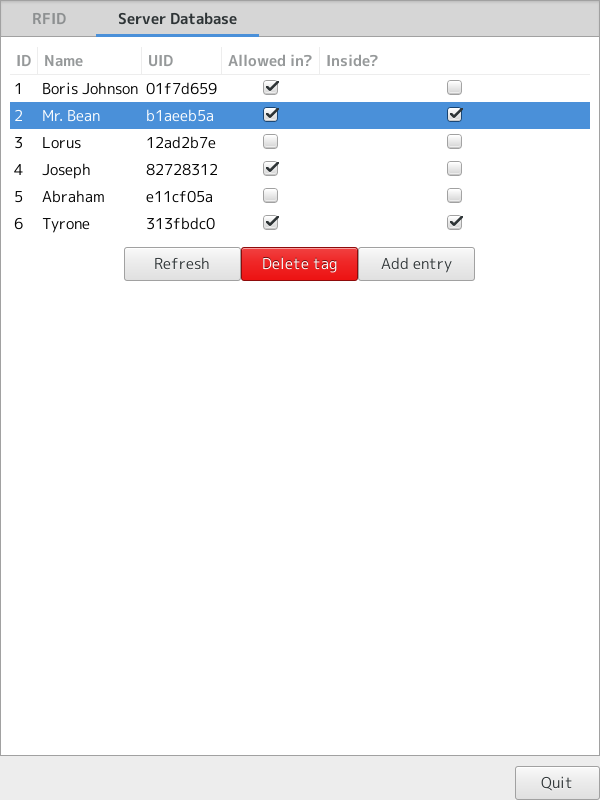 RFID Server Database
ID Name UID Allowed in? Inside?
1 Boris Johnson 01f7d659
2 Mr. Bean b1aeeb5a
3 Lorus 12ad2b7e
4 Joseph 82728312
5 Abraham e11cf05a
6 Tyrone 313fbdc0
Refresh Delete tag Add entry
Quit